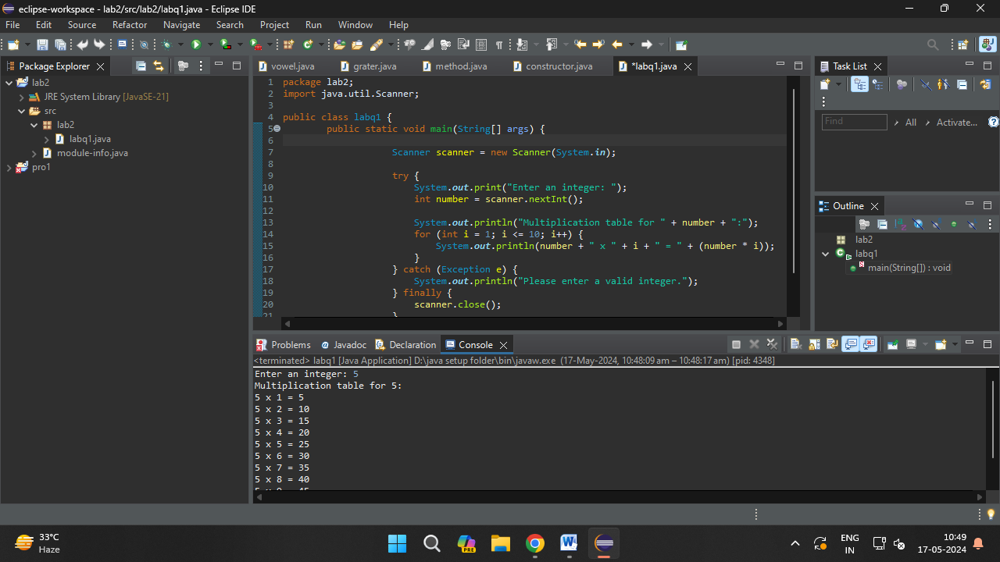 eclipse-workspace - lab2/src/lab2/labq1.java - Eclipse IDE
File Edit Source Refactor Navigate Search Project Run Window Help
Package Explorer
lab2
JRE System Library [JavaSE-21]
src
lab2
labq1.java
module-info.java
pro1
vowel.java grater.java method.java constructor.java *labq1.java
1 package lab2;
2 import java.util.Scanner;
3
4 public class labq1 {
5 public static void main(String[] args) {
6
7 Scanner scanner = new Scanner(System.in);
8
9 try {
10 System.out.print("Enter an integer: ");
11 int number = scanner.nextInt();
12
13 System.out.println("Multiplication table for " + number + ":");
14 for (int i = 1; i <= 10; i++) {
15 System.out.println(number + " x " + i + " = " + (number * i));
16 }
17 } catch (Exception e) {
18 System.out.println("Please enter a valid integer.");
19 } finally {
20 scanner.close();
21 }
Task List
Find All Activate...
Outline
lab2
labq1
main(String[]) : void
Problems Javadoc Declaration Console
<terminated> labq1 [Java Application] D:\java setup folder\bin\javaw.exe (17-May-2024, 10:48:09 am – 10:48:17 am) [pid: 4348]
Enter an integer: 5
Multiplication table for 5:
5 x 1 = 5
5 x 2 = 10
5 x 3 = 15
5 x 4 = 20
5 x 5 = 25
5 x 6 = 30
5 x 7 = 35
5 x 8 = 40
5 x 9 = 45
33°C
Haze
PRE
ENG
IN
10:49
17-05-2024